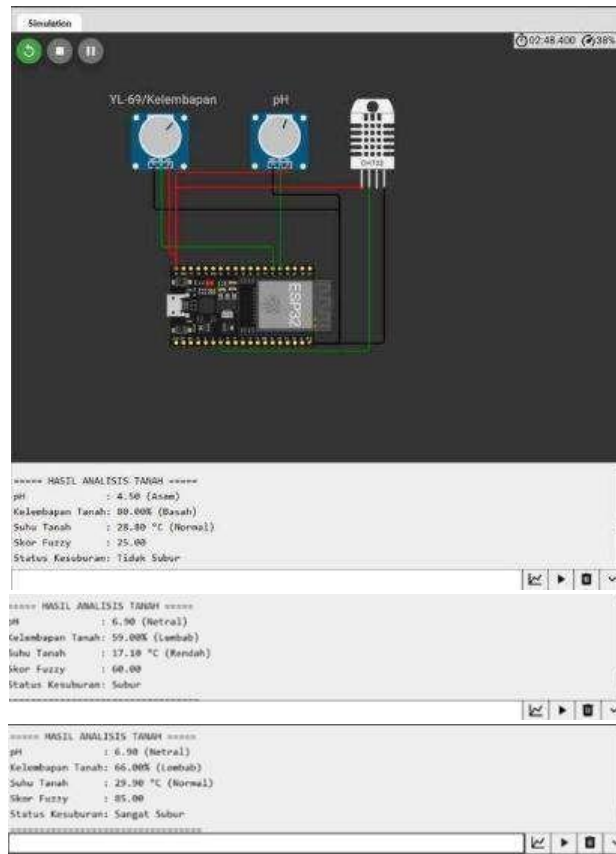 Simulation
02:48.400 38%
YL-69/Kelembapan pH
DHT22
ESP32
===== HASIL ANALISIS TANAH =====
pH : 4.50 (Asam)
Kelembapan Tanah: 80.00% (Basah)
Suhu Tanah : 28.80 °C (Normal)
Skor Fuzzy : 25.00
Status Kesuburan: Tidak Subur
===== HASIL ANALISIS TANAH =====
pH : 6.90 (Netral)
Kelembapan Tanah: 59.00% (Lembab)
Suhu Tanah : 17.10 °C (Rendah)
Skor Fuzzy : 60.00
Status Kesuburan: Subur
===== HASIL ANALISIS TANAH =====
pH : 6.90 (Netral)
Kelembapan Tanah: 66.00% (Lembab)
Suhu Tanah : 29.90 °C (Normal)
Skor Fuzzy : 85.00
Status Kesuburan: Sangat Subur